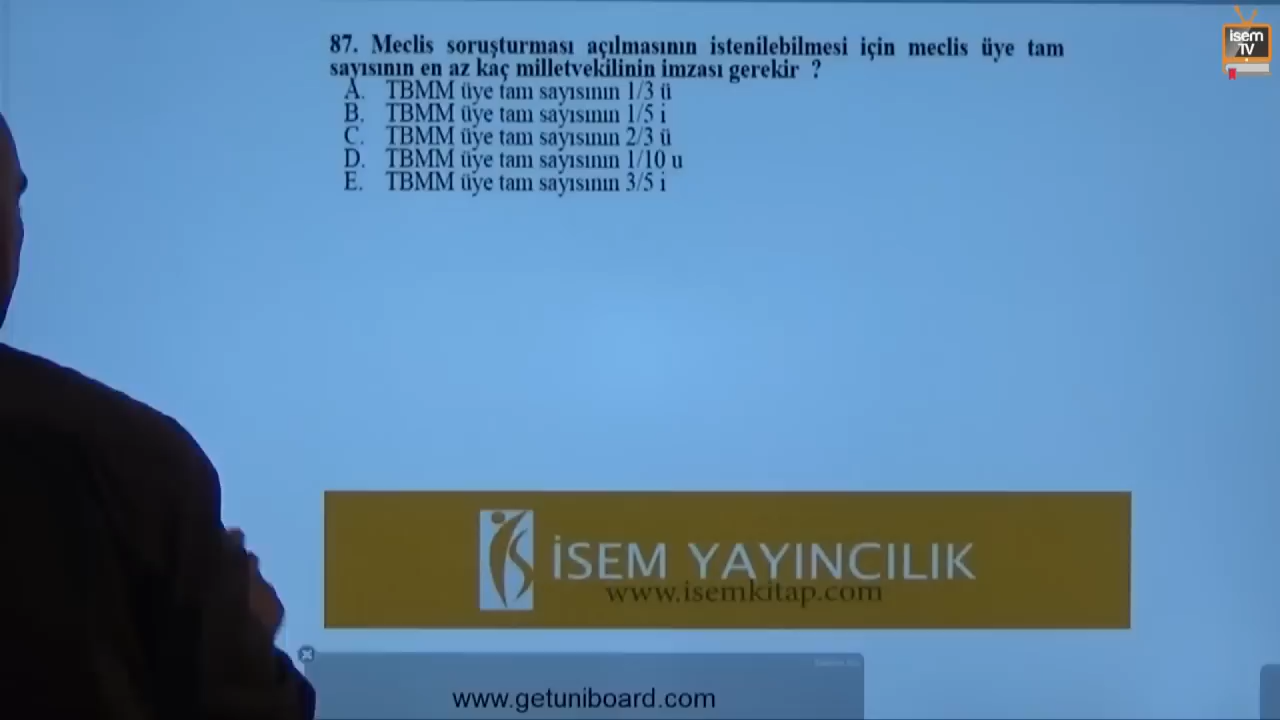 isem
TV
87. Meclis soruşturması açılmasının istenilebilmesi için meclis üye tam
sayısının en az kaç milletvekilinin imzası gerekir ?
A. TBMM üye tam sayısının 1/3 ü
B. TBMM üye tam sayısının 1/5 i
C. TBMM üye tam sayısının 2/3 ü
D. TBMM üye tam sayısının 1/10 u
E. TBMM üye tam sayısının 3/5 i
İSEM YAYINCILIK
www.isemkitap.com
www.getuniboard.com